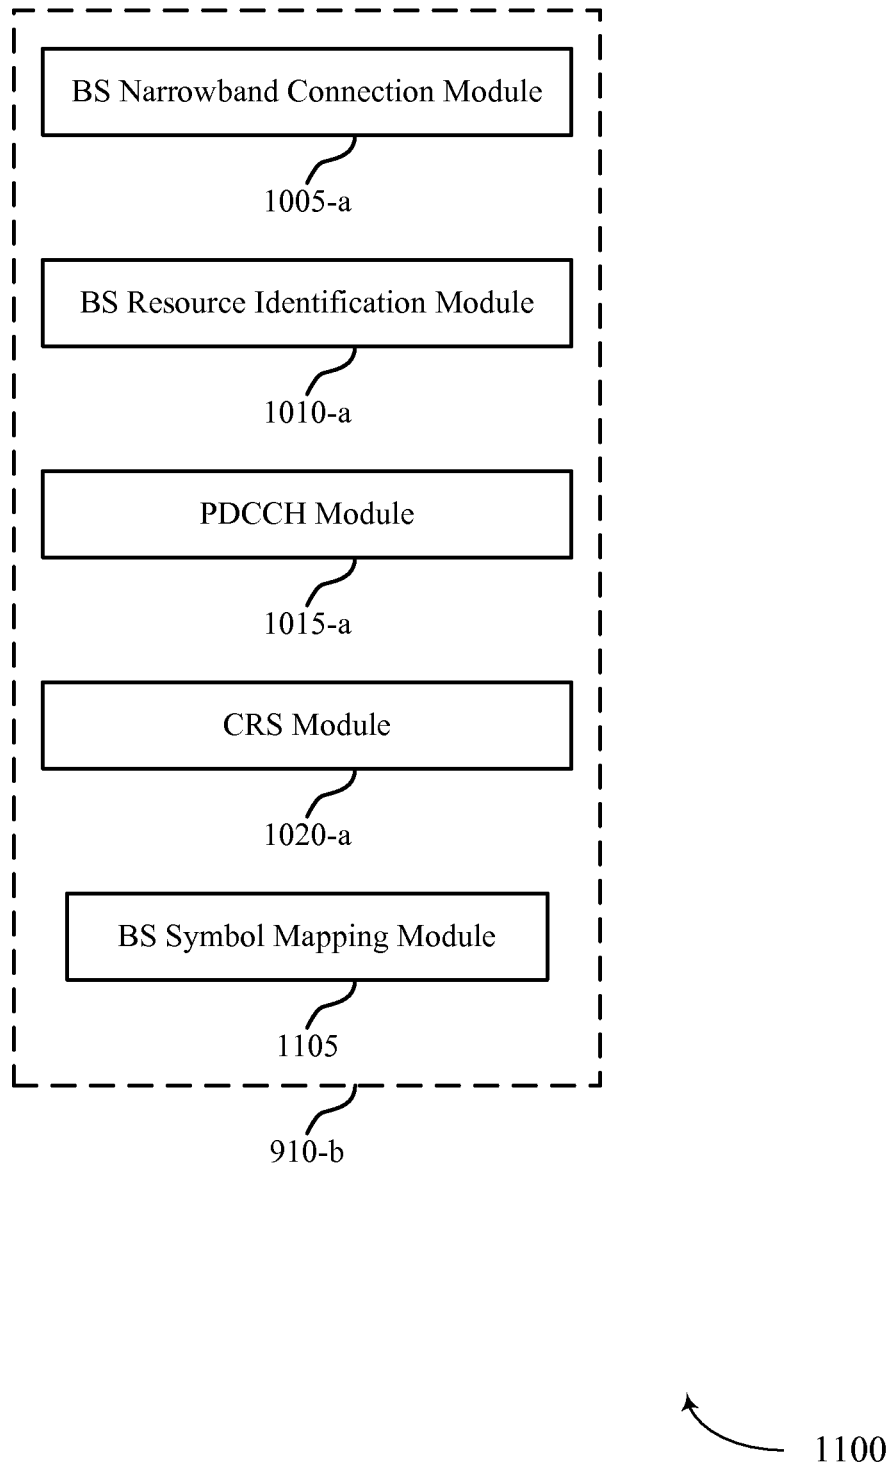 BS Narrowband Connection Module
1005-a
BS Resource Identification Module
1010-a
PDCCH Module
1015-a
CRS Module
1020-a
BS Symbol Mapping Module
1105
910-b
1100